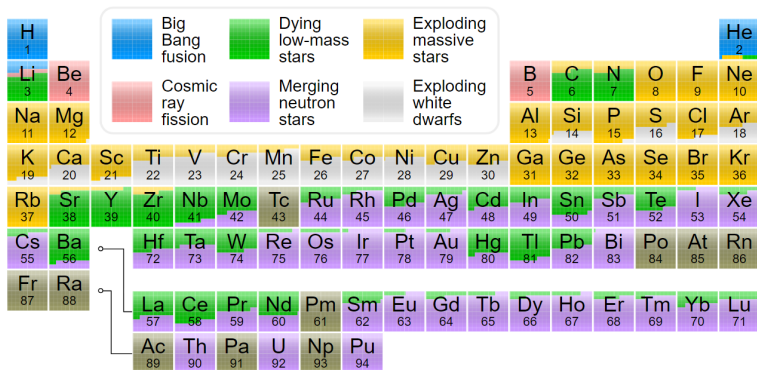 H Big Dying Exploding He
1 Bang low-mass massive 2
fusion stars stars
Li Be Cosmic Merging Exploding B C N O F Ne
3 4 ray neutron white 5 6 7 8 9 10
fission stars dwarfs
Na Mg Al Si P S Cl Ar
11 12 13 14 15 16 17 18
K Ca Sc Ti V Cr Mn Fe Co Ni Cu Zn Ga Ge As Se Br Kr
19 20 21 22 23 24 25 26 27 28 29 30 31 32 33 34 35 36
Rb Sr Y Zr Nb Mo Tc Ru Rh Pd Ag Cd In Sn Sb Te I Xe
37 38 39 40 41 42 43 44 45 46 47 48 49 50 51 52 53 54
Cs Ba Hf Ta W Re Os Ir Pt Au Hg Tl Pb Bi Po At Rn
55 56 72 73 74 75 76 77 78 79 80 81 82 83 84 85 86
Fr Ra
87 88
La Ce Pr Nd Pm Sm Eu Gd Tb Dy Ho Er Tm Yb Lu
57 58 59 60 61 62 63 64 65 66 67 68 69 70 71
Ac Th Pa U Np Pu
89 90 91 92 93 94